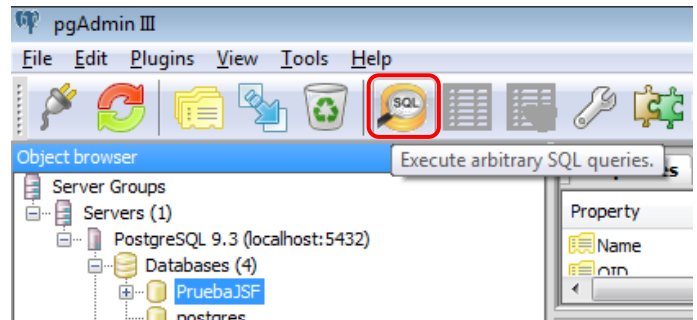 pgAdmin III
File Edit Plugins View Tools Help
SQL
Object browser
Execute arbitrary SQL queries.
Server Groups
Servers (1)
Property
PostgreSQL 9.3 (localhost:5432)
Name
Databases (4)
OID
PruebaJSF
postgres